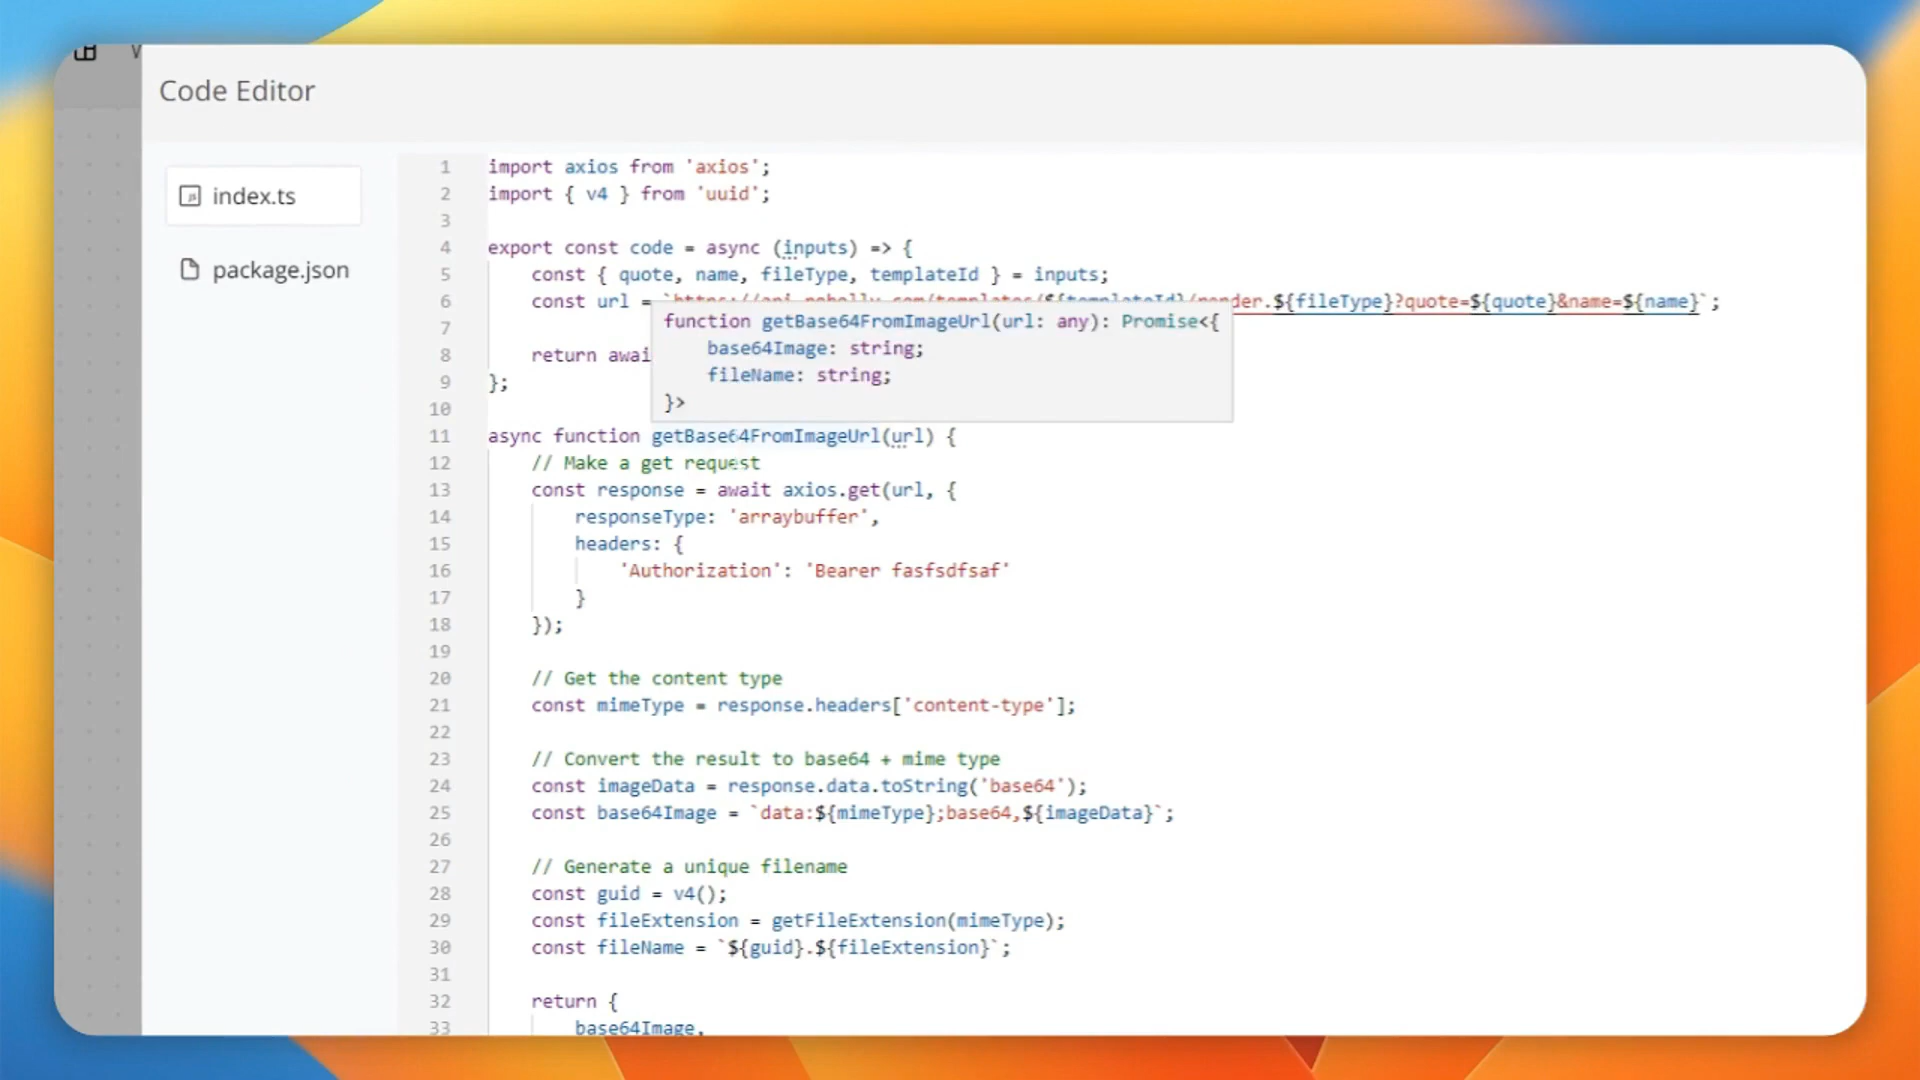 Code Editor
index.ts
package.json
1 import axios from 'axios';
2 import { v4 } from 'uuid';
3
4 export const code = async (inputs) => {
5 const { quote, name, fileType, templateId } = inputs;
6 const url = `https://api. .com/templates/${templateId}/render.${fileType}?quote=${quote}&name=${name}`;
7
function getBase64FromImageUrl(url: any): Promise<{
base64Image: string;
fileName: string;
}>
8 return awai
9 };
10
11 async function getBase64FromImageUrl(url) {
12 // Make a get request
13 const response = await axios.get(url, {
14 responseType: 'arraybuffer',
15 headers: {
16 'Authorization': 'Bearer fasfsdfsaf'
17 }
18 });
19
20 // Get the content type
21 const mimeType = response.headers['content-type'];
22
23 // Convert the result to base64 + mime type
24 const imageData = response.data.toString('base64');
25 const base64Image = `data:${mimeType};base64,${imageData}`;
26
27 // Generate a unique filename
28 const guid = v4();
29 const fileExtension = getFileExtension(mimeType);
30 const fileName = `${guid}.${fileExtension}`;
31
32 return {
33 base64Image,